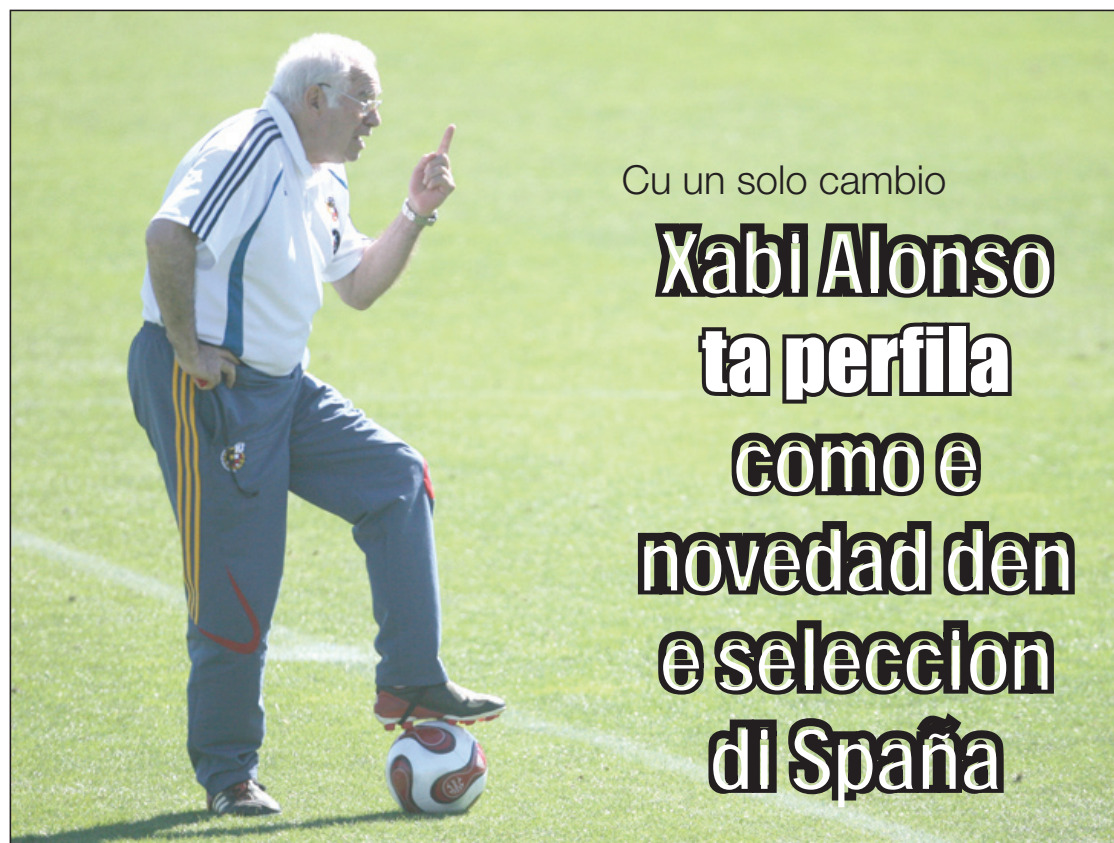 Cu un solo cambio
Xabi Alonso
ta perfila
como e
novedad den
e seleccion
di Spaña